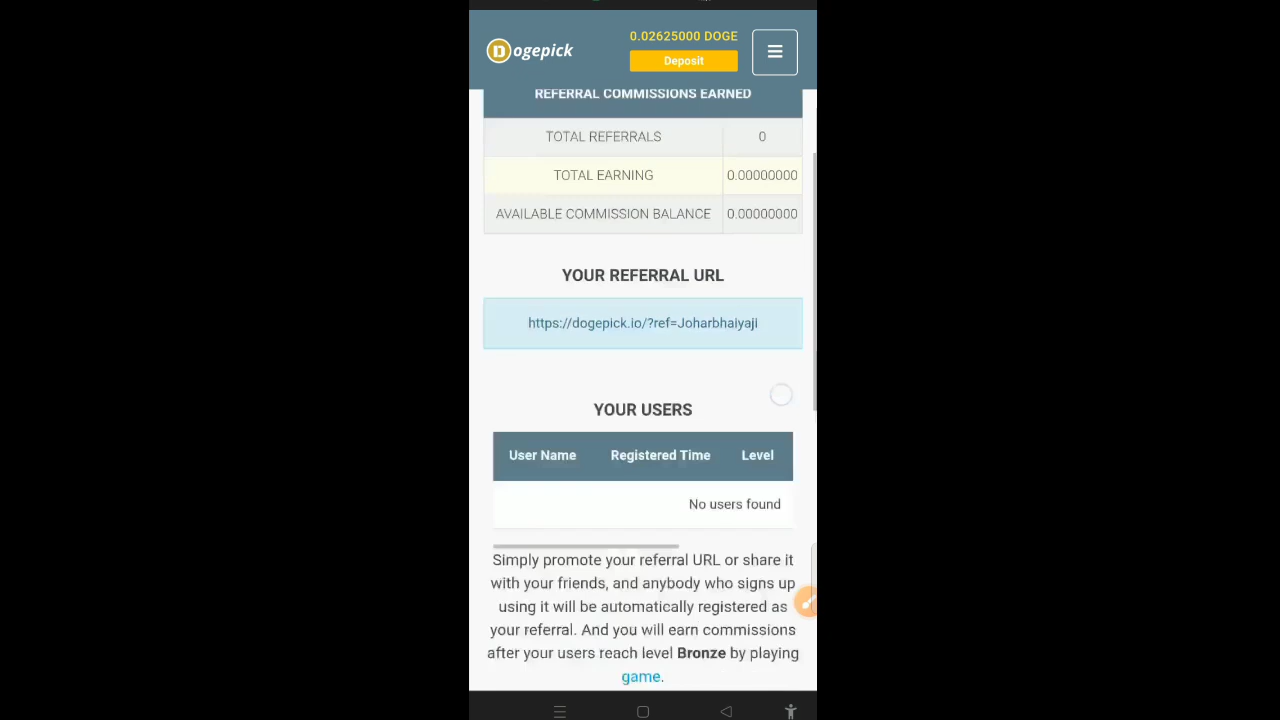 Dogepick
0.02625000 DOGE
Deposit
REFERRAL COMMISSIONS EARNED
TOTAL REFERRALS 0
TOTAL EARNING 0.00000000
AVAILABLE COMMISSION BALANCE 0.00000000
YOUR REFERRAL URL
https://dogepick.io/?ref=Joharbhaiyaji
YOUR USERS
User Name Registered Time Level
No users found
Simply promote your referral URL or share it
with your friends, and anybody who signs up
using it will be automatically registered as
your referral. And you will earn commissions
after your users reach level Bronze by playing
game.